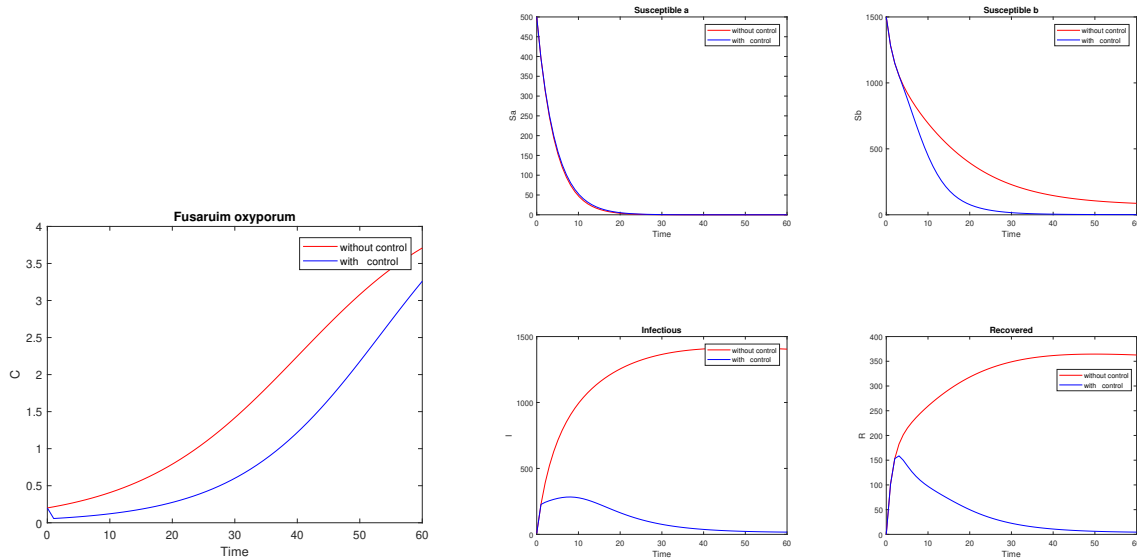 Fusaruim oxyporum
4
3.5
3
2.5
2
1.5
1
0.5
0
C
0 10 20 30 40 50 60
Time
without control
with control
Susceptible a
500
450
400
350
300
250
200
150
100
50
0
Sa
0 10 20 30 40 50 60
Time
without control
with control
Susceptible b
1500
1000
500
0
Sb
0 10 20 30 40 50 60
Time
without control
with control
Infectious
1500
1000
500
0
I
0 10 20 30 40 50 60
Time
without control
with control
Recovered
400
350
300
250
200
150
100
50
0
R
0 10 20 30 40 50 60
Time
without control
with control